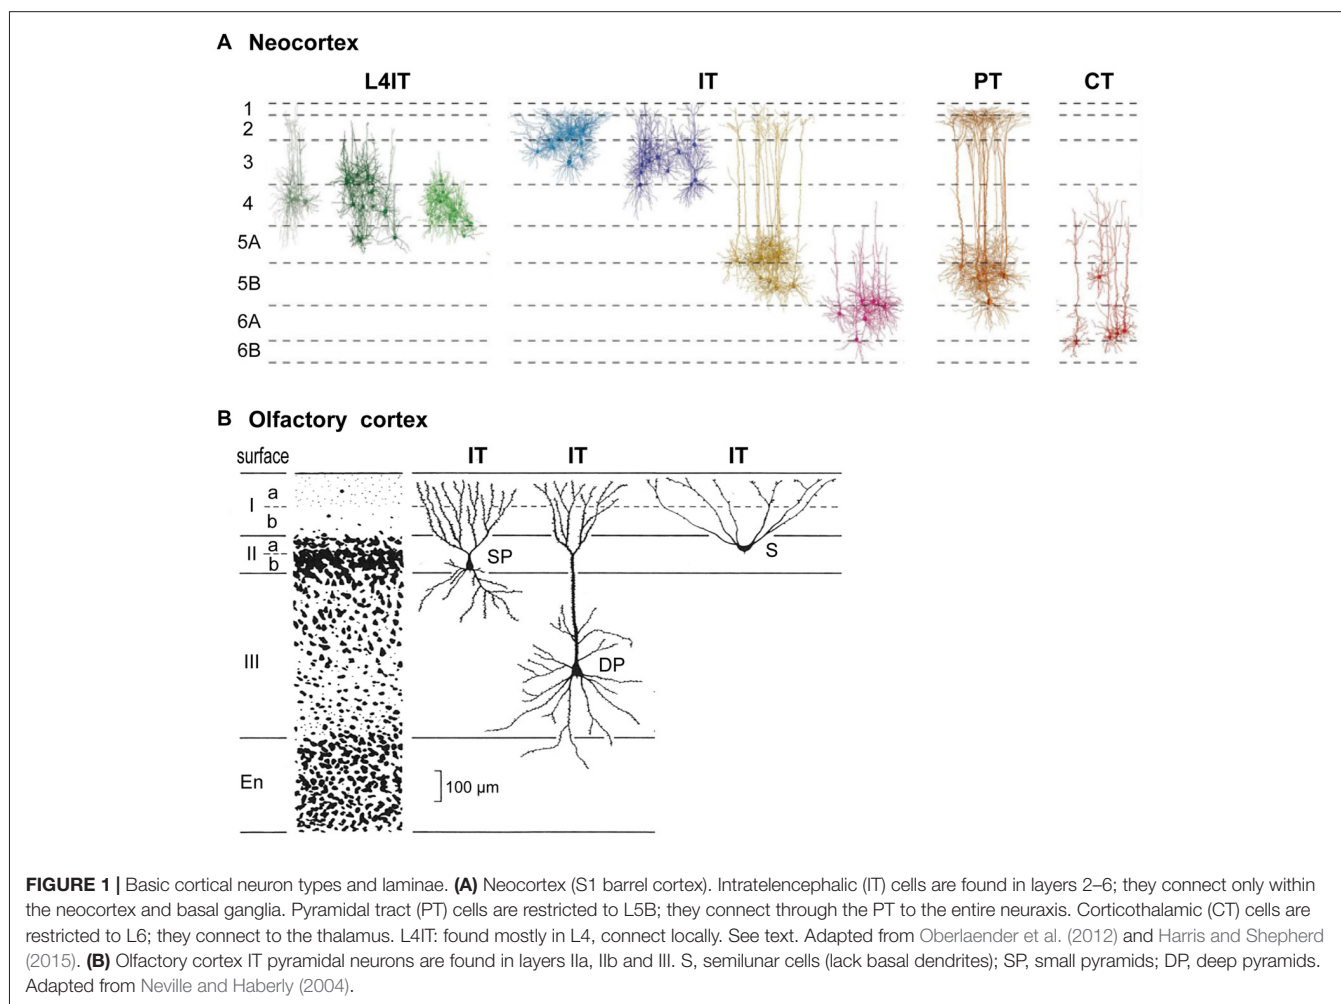 A Neocortex
L4IT IT PT CT
1
2
3
4
5A
5B
6A
6B
B Olfactory cortex
surface IT IT IT
I a
b
II a
b
SP
S
III
DP
En
100 µm
FIGURE 1 | Basic cortical neuron types and laminae. (A) Neocortex (S1 barrel cortex). Intratelencephalic (IT) cells are found in layers 2–6; they connect only within
the neocortex and basal ganglia. Pyramidal tract (PT) cells are restricted to L5B; they connect through the PT to the entire neuraxis. Corticothalamic (CT) cells are
restricted to L6; they connect to the thalamus. L4IT: found mostly in L4, connect locally. See text. Adapted from Oberlaender et al. (2012) and Harris and Shepherd
(2015). (B) Olfactory cortex IT pyramidal neurons are found in layers IIa, IIb and III. S, semilunar cells (lack basal dendrites); SP, small pyramids; DP, deep pyramids.
Adapted from Neville and Haberly (2004).